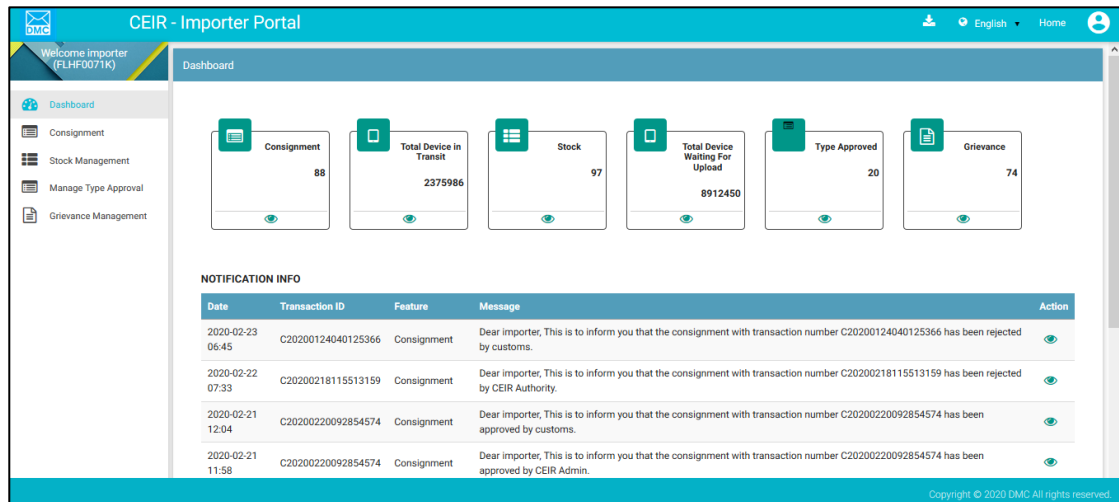 DMC
CEIR - Importer Portal
English
Home
Welcome importer
(FLHF0071K)
Dashboard
Dashboard
Consignment
Stock Management
Manage Type Approval
Grievance Management
Consignment
88
Total Device in
Transit
2375986
Stock
97
Total Device
Waiting For
Upload
8912450
Type Approved
20
Grievance
74
NOTIFICATION INFO
Date Transaction ID Feature Message Action
2020-02-23
06:45
C20200124040125366 Consignment
Dear importer, This is to inform you that the consignment with transaction number C20200124040125366 has been rejected
by customs.
2020-02-22
07:33
C20200218115513159 Consignment
Dear importer, This is to inform you that the consignment with transaction number C20200218115513159 has been rejected
by CEIR Authority.
2020-02-21
12:04
C20200220092854574 Consignment
Dear importer, This is to inform you that the consignment with transaction number C20200220092854574 has been
approved by customs.
2020-02-21
11:58
C20200220092854574 Consignment
Dear importer, This is to inform you that the consignment with transaction number C20200220092854574 has been
approved by CEIR Admin.
Copyright © 2020 DMC All rights reserved.